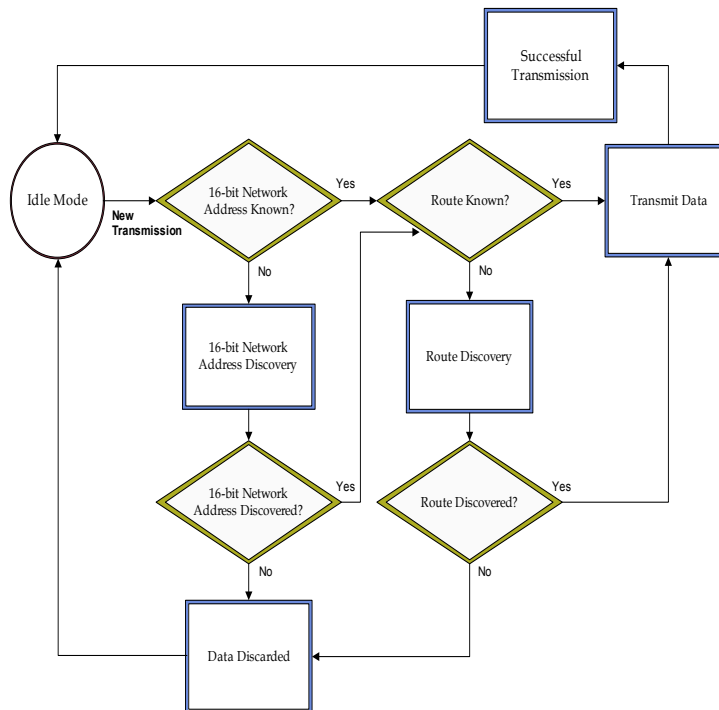 Successful
Transmission
Idle Mode
New
Transmission
16-bit Network
Address Known?
Yes
Route Known?
Yes
Transmit Data
No
No
16-bit Network
Address Discovery
Route Discovery
16-bit Network
Address Discovered?
Yes
Route Discovered?
Yes
No
No
Data Discarded